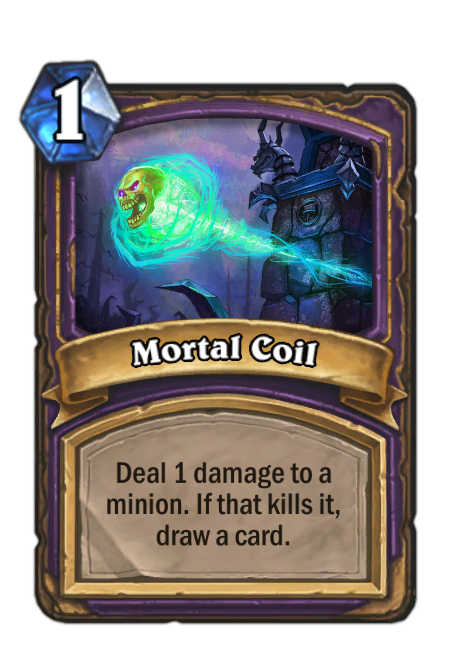 1
Mortal Coil
Deal 1 damage to a
minion. If that kills it,
draw a card.